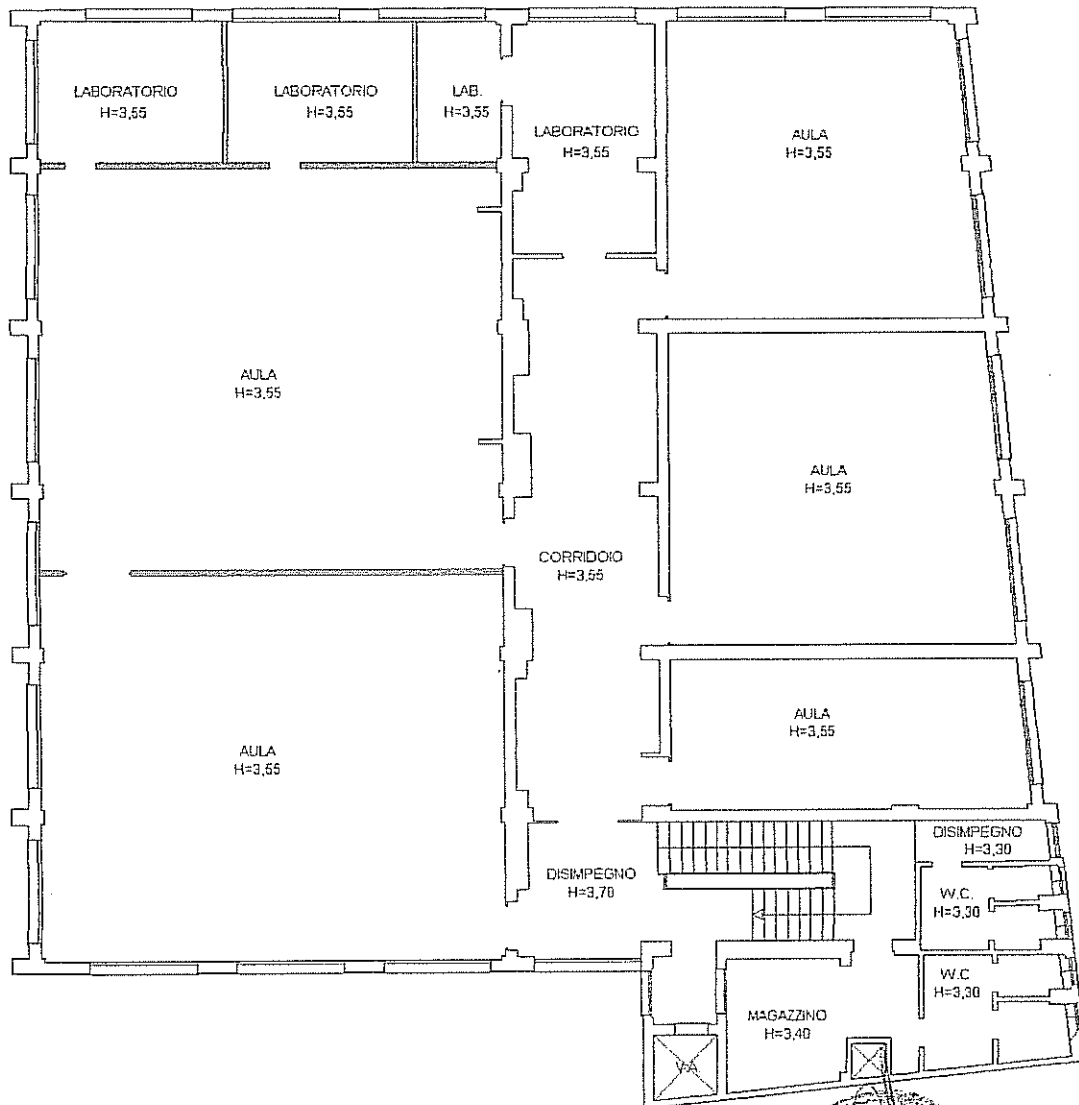 LABORATORIO
H=3,55
LABORATORIO
H=3,55
LAB.
H=3,55
LABORATORIO
H=3,55
AULA
H=3,55
AULA
H=3,55
AULA
H=3,55
CORRIDOIO
H=3,55
AULA
H=3,55
AULA
H=3,55
DISIMPEGNO
H=3,70
DISIMPEGNO
H=3,30
W.C.
H=3,30
W.C
H=3,30
MAGAZZINO
H=3,40